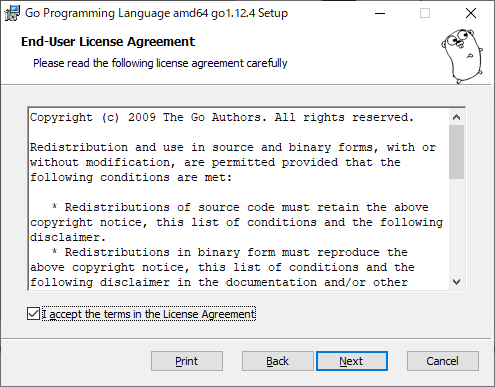 Go Programming Language amd64 go1.12.4 Setup
End-User License Agreement
Please read the following license agreement carefully
Copyright (c) 2009 The Go Authors. All rights reserved.
Redistribution and use in source and binary forms, with or
without modification, are permitted provided that the
following conditions are met:
* Redistributions of source code must retain the above
copyright notice, this list of conditions and the following
disclaimer.
* Redistributions in binary form must reproduce the
above copyright notice, this list of conditions and the
following disclaimer in the documentation and/or other
I accept the terms in the License Agreement
Print Back Next Cancel